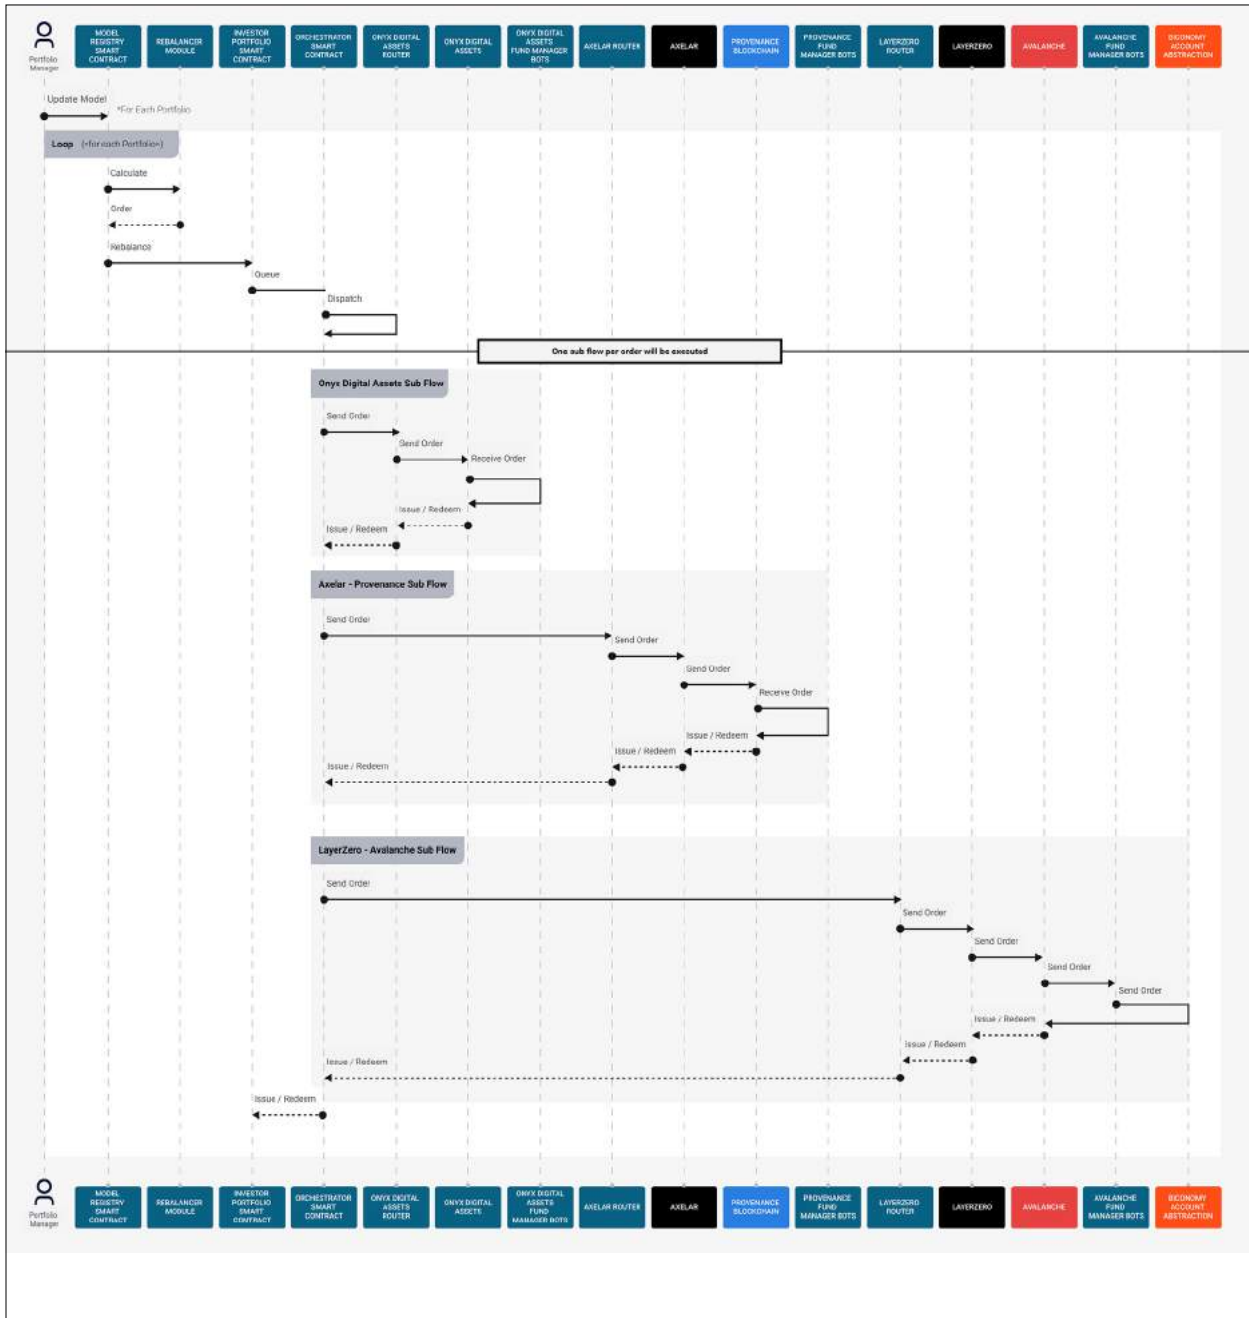 Portfolio
Manager
MODEL
REGISTRY
SMART
CONTRACT
REBALANCER
MODULE
INVESTOR
PORTFOLIO
SMART
CONTRACT
ORCHESTRATOR
SMART
CONTRACT
ONYX DIGITAL
ASSETS
ROUTER
ONYX DIGITAL
ASSETS
ONYX DIGITAL
ASSETS
FUND MANAGER
BOTS
AXELAR ROUTER
AXELAR
PROVENANCE
BLOCKCHAIN
PROVENANCE
FUND
MANAGER BOTS
LAYERZERO
ROUTER
LAYERZERO
AVALANCHE
AVALANCHE
FUND
MANAGER BOTS
BICONOMY
ACCOUNT
ABSTRACTION
Update Model
*For Each Portfolio
Loop (<for each Portfolio>)
Calculate
Order
Rebalance
Queue
Dispatch
One sub flow per order will be executed
Onyx Digital Assets Sub Flow
Send Order
Send Order
Receive Order
Issue / Redeem
Issue / Redeem
Axelar - Provenance Sub Flow
Send Order
Send Order
Send Order
Receive Order
Issue / Redeem
Issue / Redeem
Issue / Redeem
LayerZero - Avalanche Sub Flow
Send Order
Send Order
Send Order
Send Order
Send Order
Issue / Redeem
Issue / Redeem
Issue / Redeem
Issue / Redeem
Portfolio
Manager
MODEL
REGISTRY
SMART
CONTRACT
REBALANCER
MODULE
INVESTOR
PORTFOLIO
SMART
CONTRACT
ORCHESTRATOR
SMART
CONTRACT
ONYX DIGITAL
ASSETS
ROUTER
ONYX DIGITAL
ASSETS
ONYX DIGITAL
ASSETS
FUND
MANAGER BOTS
AXELAR ROUTER
AXELAR
PROVENANCE
BLOCKCHAIN
PROVENANCE
FUND
MANAGER BOTS
LAYERZERO
ROUTER
LAYERZERO
AVALANCHE
AVALANCHE
FUND
MANAGER BOTS
BICONOMY
ACCOUNT
ABSTRACTION